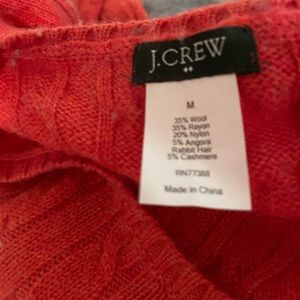 J.CREW
M
35% Wool
35% Rayon
20% Nylon
5% Angora
Rabbit Hair
5% Cashmere
RN77388
Made in China